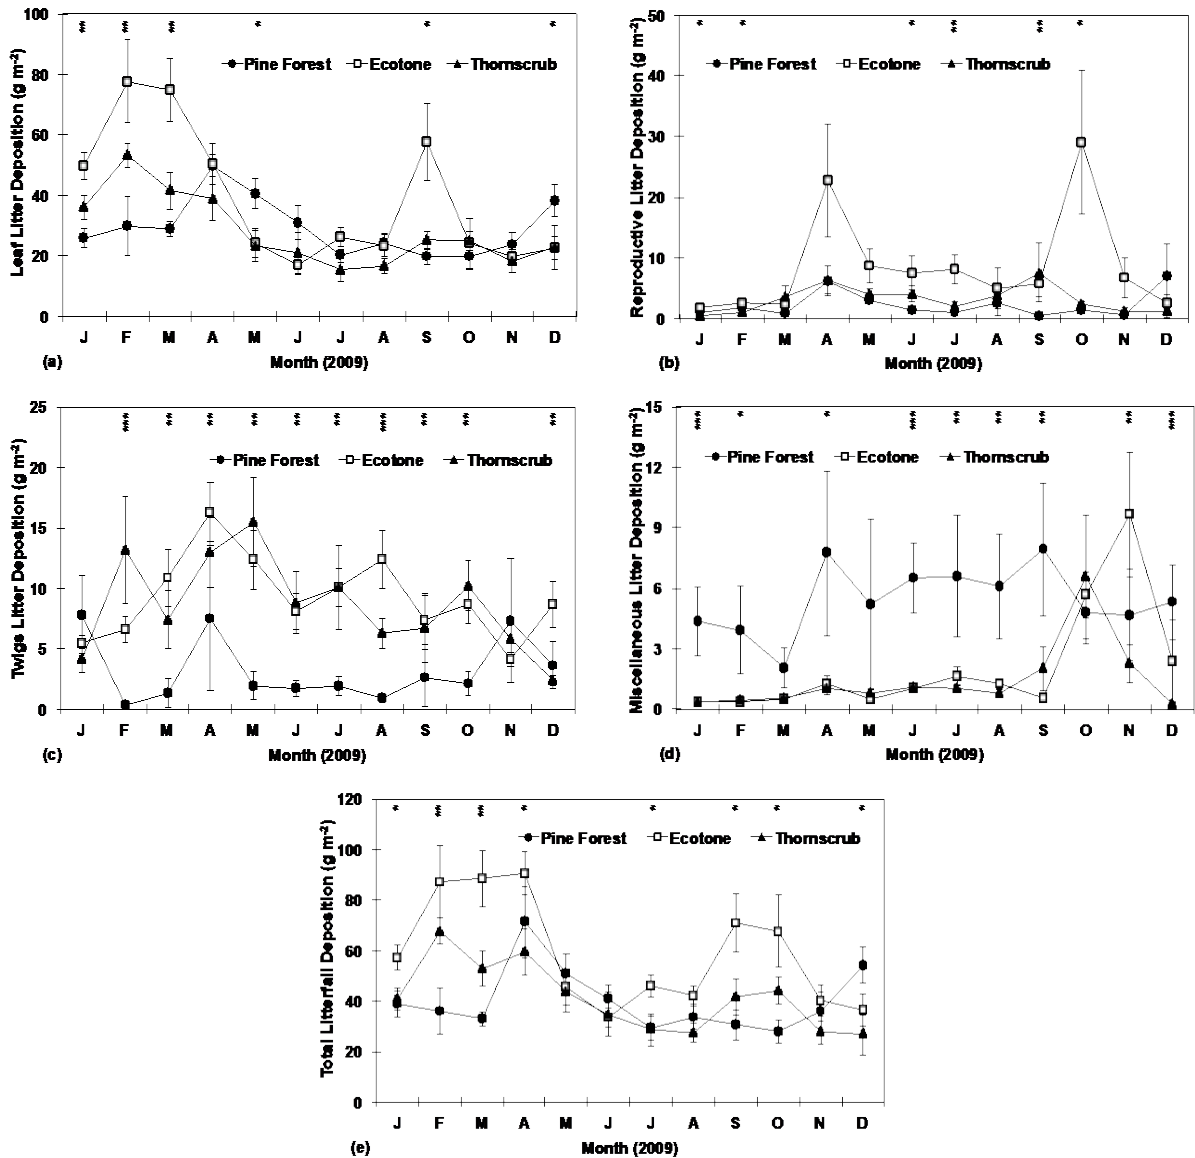 100
80
60
40
20
0
Leaf Litter Deposition (g m-2)
** ** ** * * *
Pine Forest Ecotone Thornscrub
J F M A M J J A S O N D
(a) Month (2009)
50
40
30
20
10
0
Reproductive Litter Deposition (g m-2)
* * * ** ** *
Pine Forest Ecotone Thornscrub
J F M A M J J A S O N D
(b) Month (2009)
25
20
15
10
5
0
Twigs Litter Deposition (g m-2)
*** ** ** ** ** ** *** ** ** **
Pine Forest Ecotone Thornscrub
J F M A M J J A S O N D
(c) Month (2009)
15
12
9
6
3
0
Miscellaneous Litter Deposition (g m-2)
*** * * *** ** ** ** ** ***
Pine Forest Ecotone Thornscrub
J F M A M J J A S O N D
(d) Month (2009)
120
100
80
60
40
20
0
Total Litterfall Deposition (g m-2)
* ** ** * * * * *
Pine Forest Ecotone Thornscrub
J F M A M J J A S O N D
(e) Month (2009)